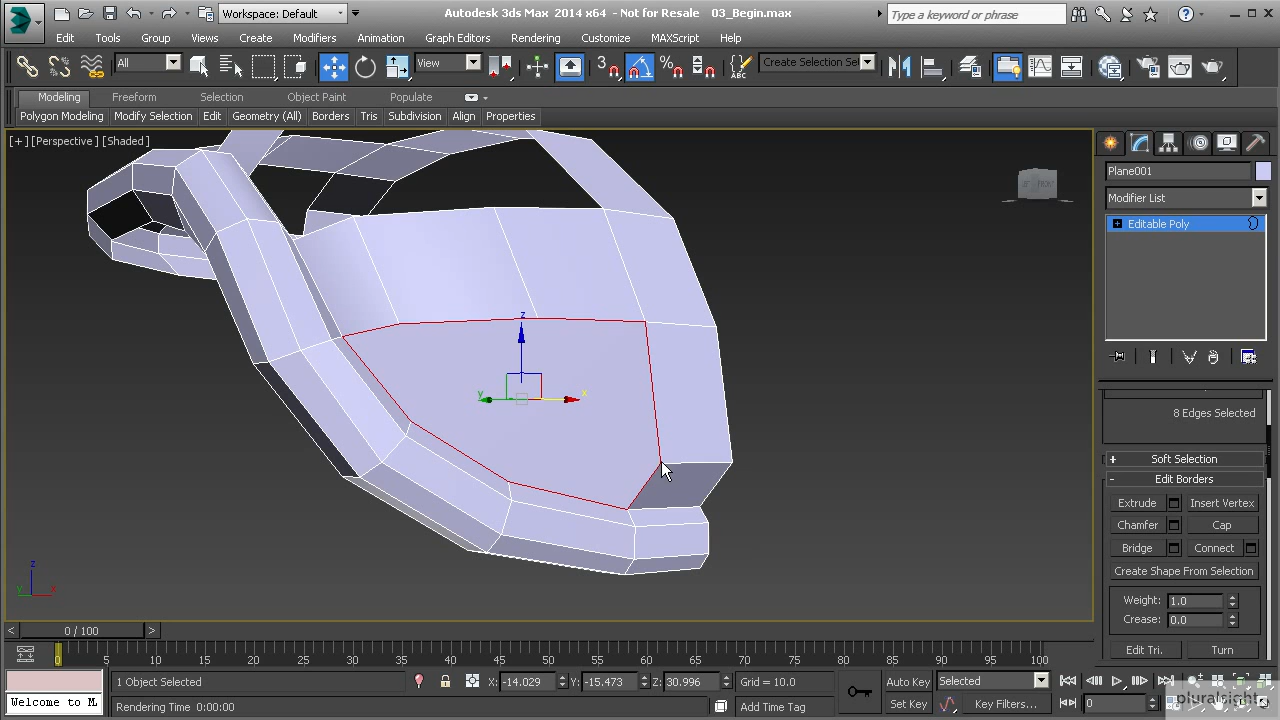 Workspace: Default
Autodesk 3ds Max 2014 x64 - Not for Resale 03_Begin.max
Type a keyword or phrase
Edit Tools Group Views Create Modifiers Animation Graph Editors Rendering Customize MAXScript Help
All
View
3
Create Selection Se
Modeling Freeform Selection Object Paint Populate
Polygon Modeling Modify Selection Edit Geometry (All) Borders Tris Subdivision Loop Align Properties
[+][Perspective][Shaded]
Plane001
Modifier List
Editable Poly
z
y
x
8 Edges Selected
+ Soft Selection
- Edit Borders
Extrude Insert Vertex
Chamfer Cap
Bridge Connect
Create Shape From Selection
Weight: 1.0
Crease: 0.0
Edit Tri. Turn
z
y x
< 0 / 100 >
0 5 10 15 20 25 30 35 40 45 50 55 60 65 70 75 80 85 90 95 100
1 Object Selected X: -14.029 Y: -15.473 Z: 30.996 Grid = 10.0 Auto Key Selected
Welcome to M Rendering Time 0:00:00 Add Time Tag Set Key Key Filters... 0
pluralsight